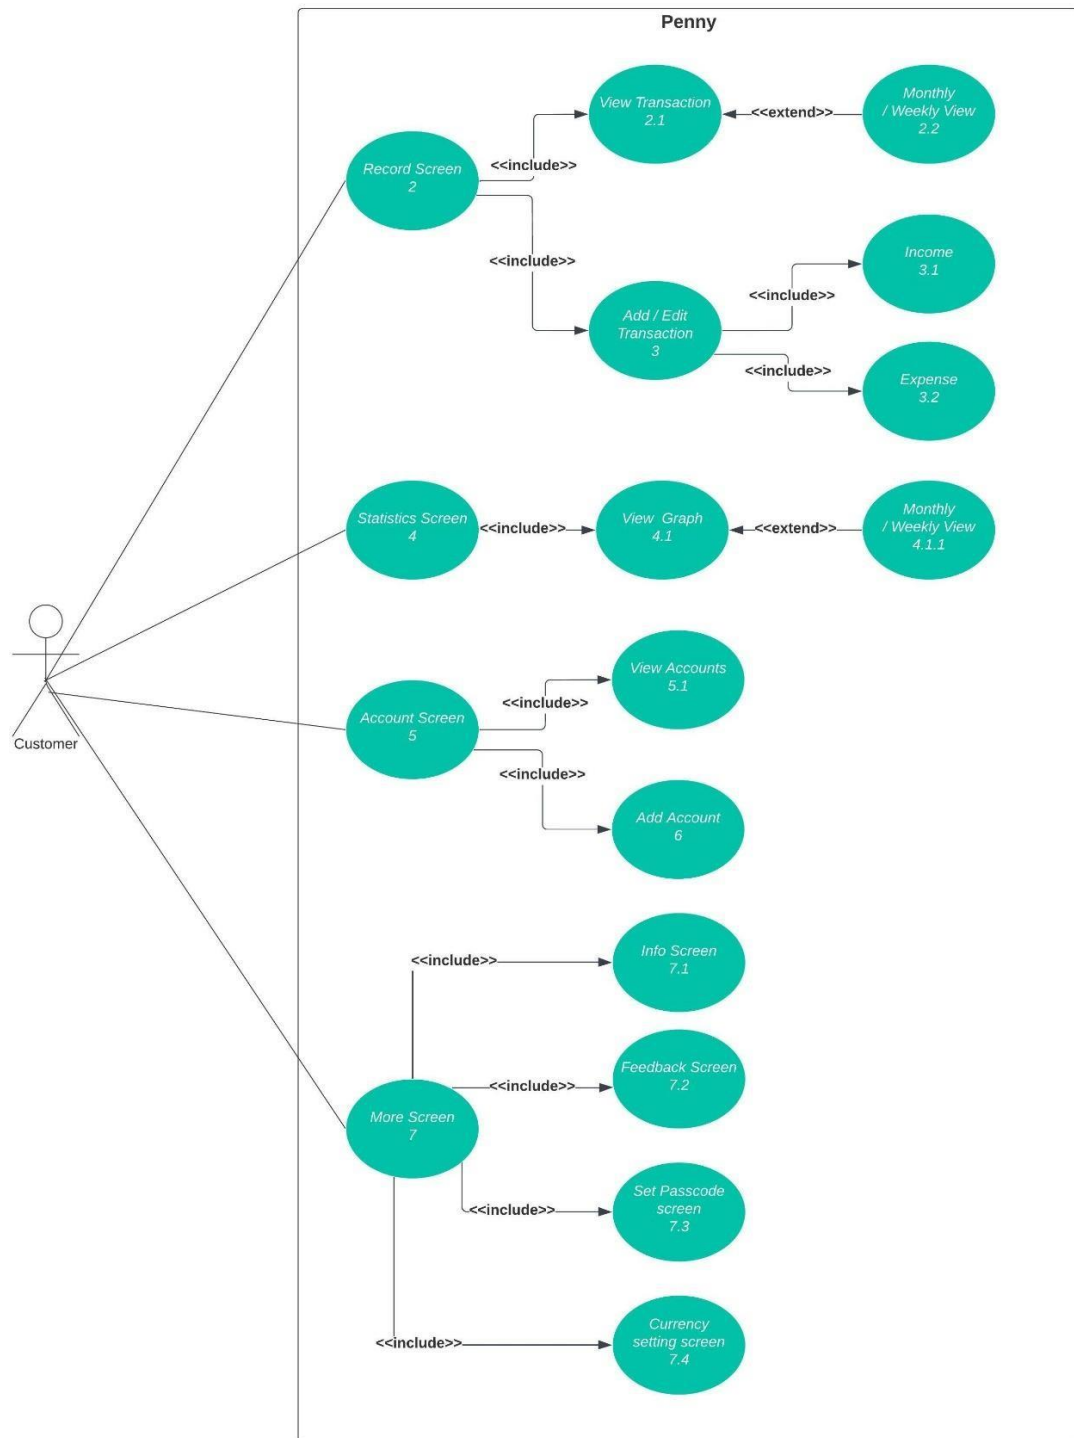 Penny
View Transaction
2.1
<<extend>>
Monthly
/ Weekly View
2.2
<<include>>
Record Screen
2
<<include>>
Income
3.1
<<include>>
Add / Edit
Transaction
3
<<include>>
Expense
3.2
Statistics Screen
4
<<include>>
View  Graph
4.1
<<extend>>
Monthly
/ Weekly View
4.1.1
Customer
View Accounts
5.1
<<include>>
Account Screen
5
<<include>>
Add Account
6
<<include>>
Info Screen
7.1
<<include>>
Feedback Screen
7.2
More Screen
7
<<include>>
Set Passcode
screen
7.3
<<include>>
Currency
setting screen
7.4